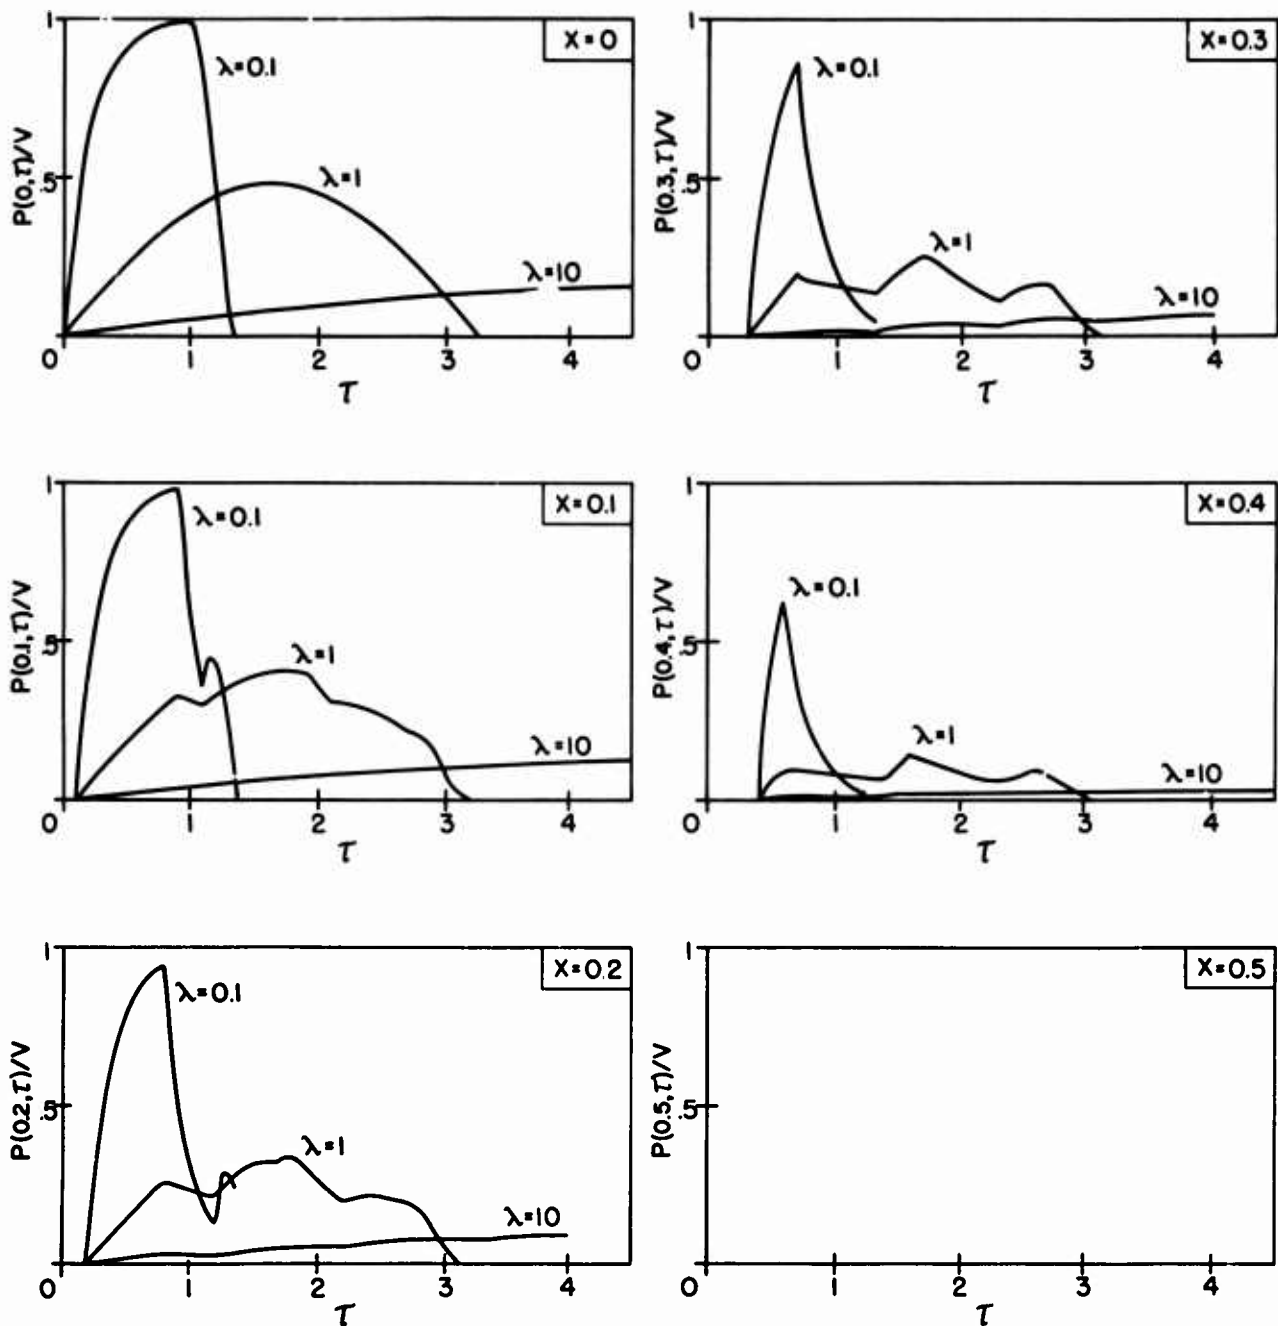 1
X=0
λ=0.1
P(0,τ)/V
.5
λ=1
λ=10
0 1 2 3 4
τ
1
X=0.3
λ=0.1
P(0.3,τ)/V
.5
λ=1
λ=10
0 1 2 3 4
τ
1
X=0.1
λ=0.1
P(0.1,τ)/V
.5
λ=1
λ=10
0 1 2 3 4
τ
1
X=0.4
λ=0.1
P(0.4,τ)/V
.5
λ=1
λ=10
0 1 2 3 4
τ
1
X=0.2
λ=0.1
P(0.2,τ)/V
.5
λ=1
λ=10
0 1 2 3 4
τ
1
X=0.5
P(0.5,τ)/V
.5
0 1 2 3 4
τ